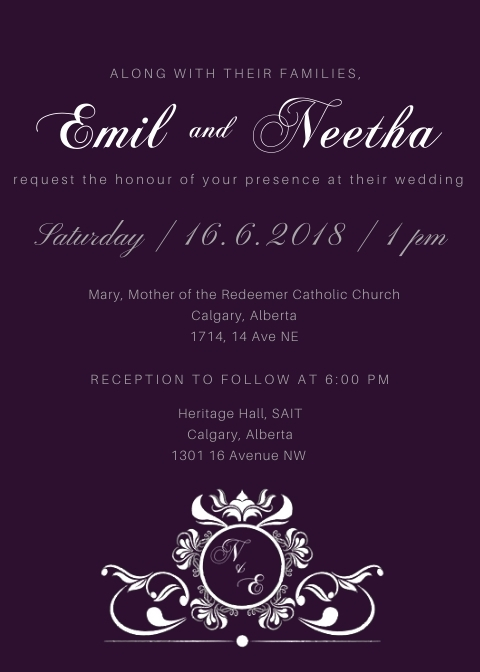 ALONG WITH THEIR FAMILIES,
Emil and Neetha
request the honour of your presence at their wedding
Saturday / 16.6.2018 / 1 pm
Mary, Mother of the Redeemer Catholic Church
Calgary, Alberta
1714, 14 Ave NE
RECEPTION TO FOLLOW AT 6:00 PM
Heritage Hall, SAIT
Calgary, Alberta
1301 16 Avenue NW
N
&
E